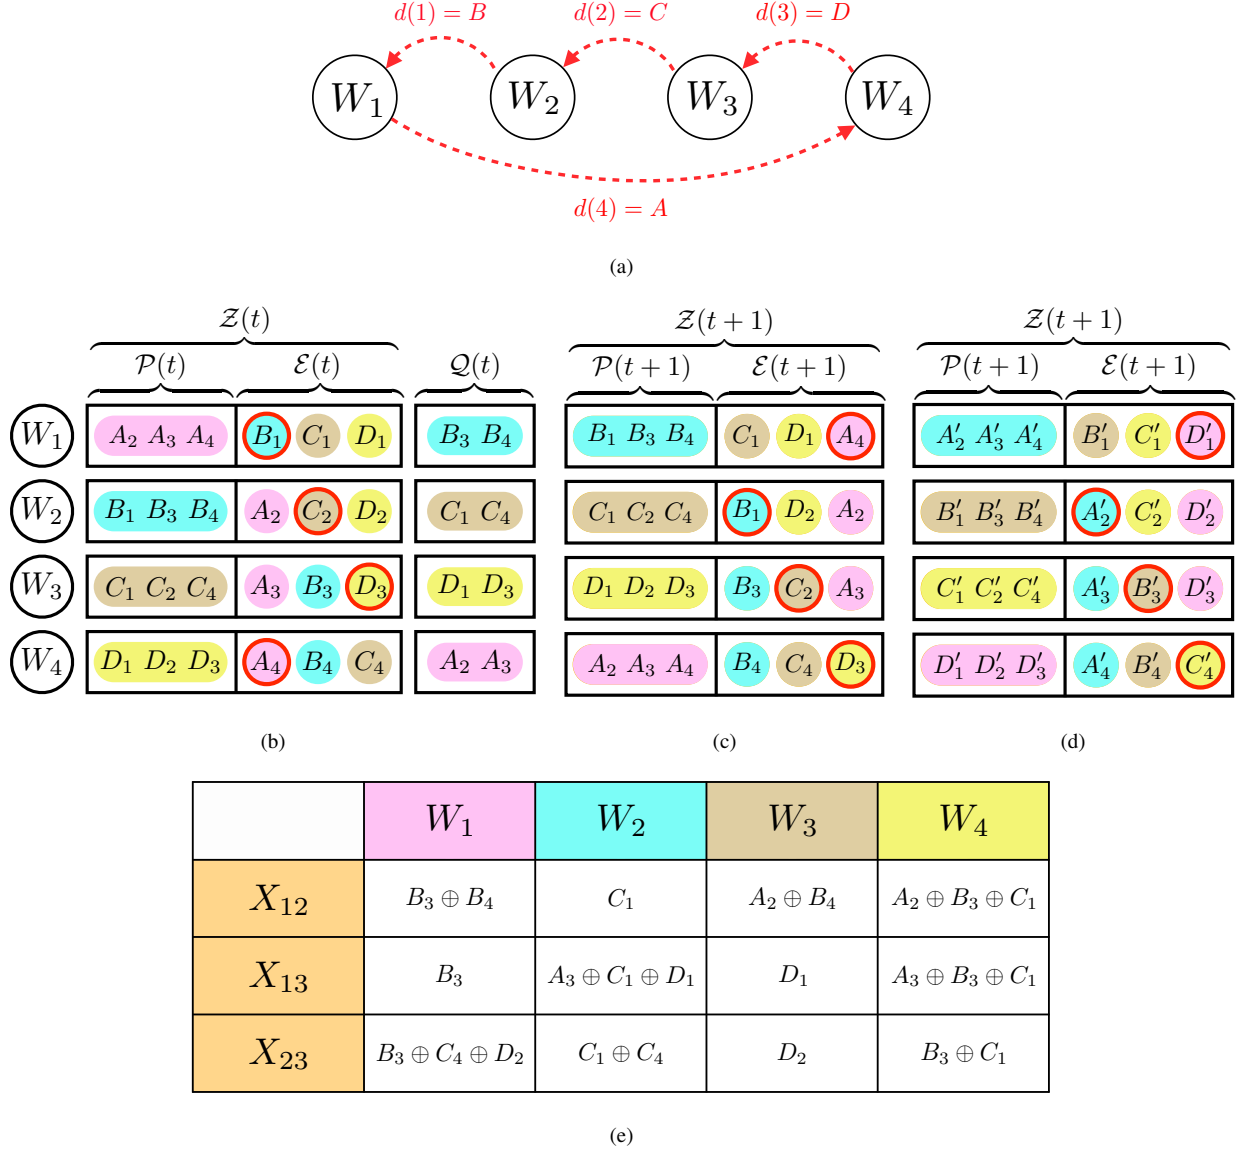 d(1) = B d(2) = C d(3) = D
W₁ W₂ W₃ W₄
d(4) = A
(a)
𝒵(t) 𝒵(t + 1) 𝒵(t + 1)
𝒫(t) ℰ(t) 𝒬(t) 𝒫(t + 1) ℰ(t + 1) 𝒫(t + 1) ℰ(t + 1)
W₁ A₂ A₃ A₄ B₁ C₁ D₁ B₃ B₄ B₁ B₃ B₄ C₁ D₁ A₄ A′₂ A′₃ A′₄ B′₁ C′₁ D′₁
W₂ B₁ B₃ B₄ A₂ C₂ D₂ C₁ C₄ C₁ C₂ C₄ B₁ D₂ A₂ B′₁ B′₃ B′₄ A′₂ C′₂ D′₂
W₃ C₁ C₂ C₄ A₃ B₃ D₃ D₁ D₃ D₁ D₂ D₃ B₃ C₂ A₃ C′₁ C′₂ C′₄ A′₃ B′₃ D′₃
W₄ D₁ D₂ D₃ A₄ B₄ C₄ A₂ A₃ A₂ A₃ A₄ B₄ C₄ D₃ D′₁ D′₂ D′₃ A′₄ B′₄ C′₄
(b) (c) (d)
W₁ W₂ W₃ W₄
X₁₂ B₃ ⊕ B₄ C₁ A₂ ⊕ B₄ A₂ ⊕ B₃ ⊕ C₁
X₁₃ B₃ A₃ ⊕ C₁ ⊕ D₁ D₁ A₃ ⊕ B₃ ⊕ C₁
X₂₃ B₃ ⊕ C₄ ⊕ D₂ C₁ ⊕ C₄ D₂ B₃ ⊕ C₁
(e)